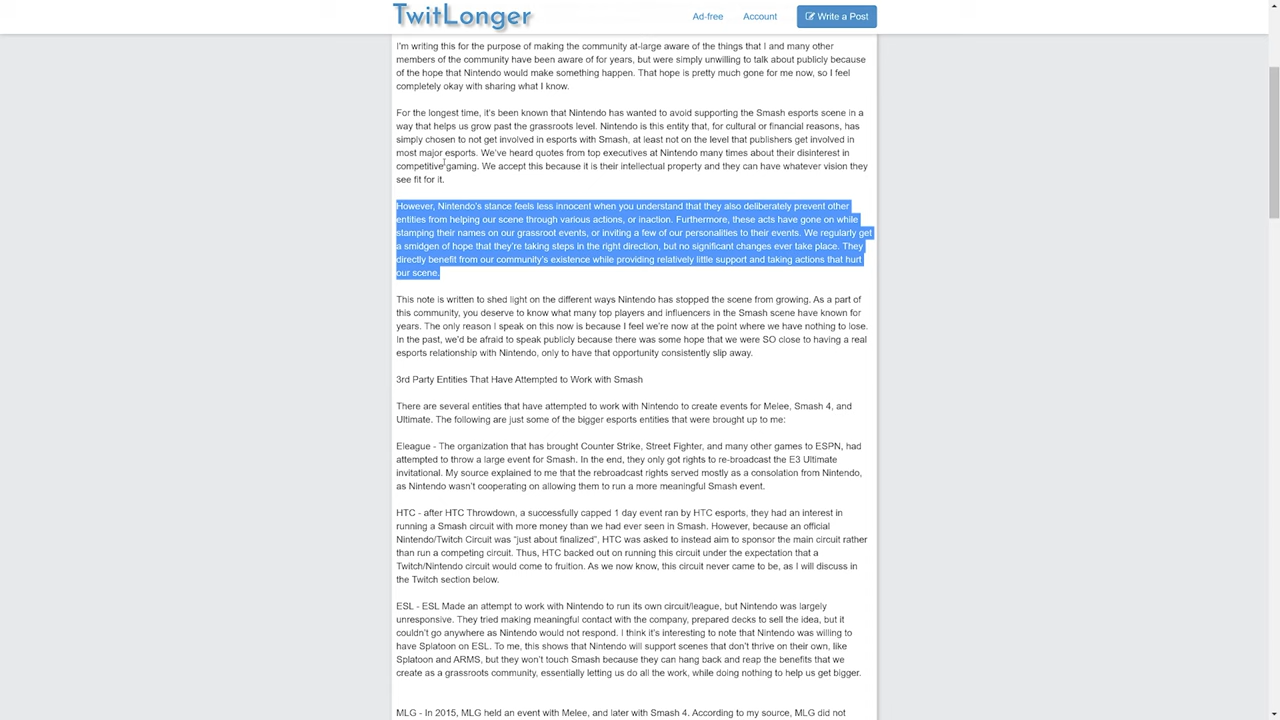 TwitLonger
Ad-free
Account
Write a Post
I'm writing this for the purpose of making the community at-large aware of the things that I and many other
members of the community have been aware of for years, but were simply unwilling to talk about publicly because
of the hope that Nintendo would make something happen. That hope is pretty much gone for me now, so I feel
completely okay with sharing what I know.
For the longest time, it's been known that Nintendo has wanted to avoid supporting the Smash esports scene in a
way that helps us grow past the grassroots level. Nintendo is this entity that, for cultural or financial reasons, has
simply chosen to not get involved in esports with Smash, at least not on the level that publishers get involved in
most major esports. We've heard quotes from top executives at Nintendo many times about their disinterest in
competitive gaming. We accept this because it is their intellectual property and they can have whatever vision they
see fit for it.
However, Nintendo's stance feels less innocent when you understand that they also deliberately prevent other
entities from helping our scene through various actions, or inaction. Furthermore, these acts have gone on while
stamping their names on our grassroot events, or inviting a few of our personalities to their events. We regularly get
a smidgen of hope that they're taking steps in the right direction, but no significant changes ever take place. They
directly benefit from our community's existence while providing relatively little support and taking actions that hurt
our scene.
This note is written to shed light on the different ways Nintendo has stopped the scene from growing. As a part of
this community, you deserve to know what many top players and influencers in the Smash scene have known for
years. The only reason I speak on this now is because I feel we're now at the point where we have nothing to lose.
In the past, we'd be afraid to speak publicly because there was some hope that we were SO close to having a real
esports relationship with Nintendo, only to have that opportunity consistently slip away.
3rd Party Entities That Have Attempted to Work with Smash
There are several entities that have attempted to work with Nintendo to create events for Melee, Smash 4, and
Ultimate. The following are just some of the bigger esports entities that were brought up to me:
Eleague - The organization that has brought Counter Strike, Street Fighter, and many other games to ESPN, had
attempted to throw a large event for Smash. In the end, they only got rights to re-broadcast the E3 Ultimate
invitational. My source explained to me that the rebroadcast rights served mostly as a consolation from Nintendo,
as Nintendo wasn't cooperating on allowing them to run a more meaningful Smash event.
HTC - after HTC Throwdown, a successfully capped 1 day event ran by HTC esports, they had an interest in
running a Smash circuit with more money than we had ever seen in Smash. However, because an official
Nintendo/Twitch Circuit was "just about finalized", HTC was asked to instead aim to sponsor the main circuit rather
than run a competing circuit. Thus, HTC backed out on running this circuit under the expectation that a
Twitch/Nintendo circuit would come to fruition. As we now know, this circuit never came to be, as I will discuss in
the Twitch section below.
ESL - ESL Made an attempt to work with Nintendo to run its own circuit/league, but Nintendo was largely
unresponsive. They tried making meaningful contact with the company, prepared decks to sell the idea, but it
couldn't go anywhere as Nintendo would not respond. I think it's interesting to note that Nintendo was willing to
have Splatoon on ESL. To me, this shows that Nintendo will support scenes that don't thrive on their own, like
Splatoon and ARMS, but they won't touch Smash because they can hang back and reap the benefits that we
create as a grassroots community, essentially letting us do all the work, while doing nothing to help us get bigger.
MLG - In 2015, MLG held an event with Melee, and later with Smash 4. According to my source, MLG did not